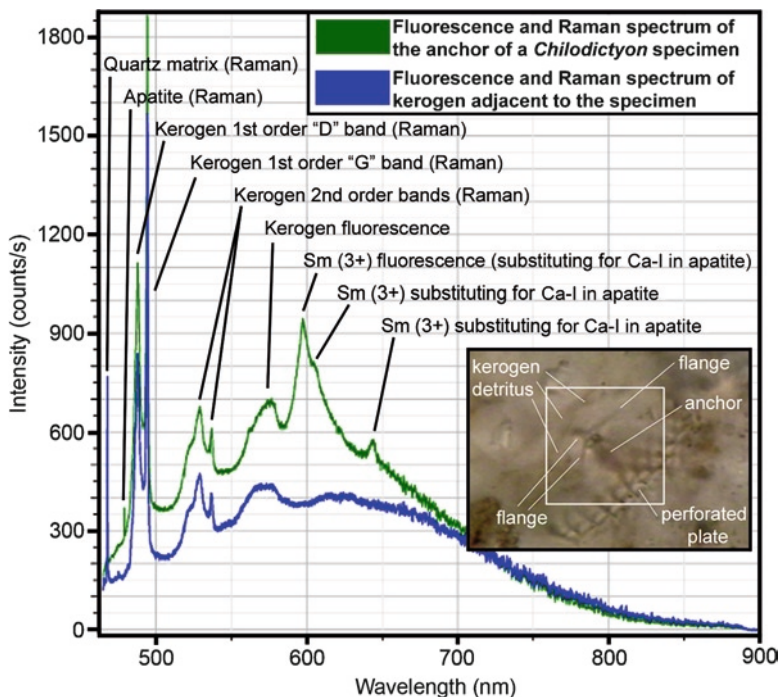 1800
1500
1200
900
600
300
0
Intensity (counts/s)
Fluorescence and Raman spectrum of
the anchor of a Chilodictyon specimen
Fluorescence and Raman spectrum of
kerogen adjacent to the specimen
Quartz matrix (Raman)
Apatite (Raman)
Kerogen 1st order “D” band (Raman)
Kerogen 1st order “G” band (Raman)
Kerogen 2nd order bands (Raman)
Kerogen fluorescence
Sm (3+) fluorescence (substituting for Ca-I in apatite)
Sm (3+) substituting for Ca-I in apatite
Sm (3+) substituting for Ca-I in apatite
kerogen
detritus
flange
anchor
flange
perforated
plate
500 600 700 800 900
Wavelength (nm)